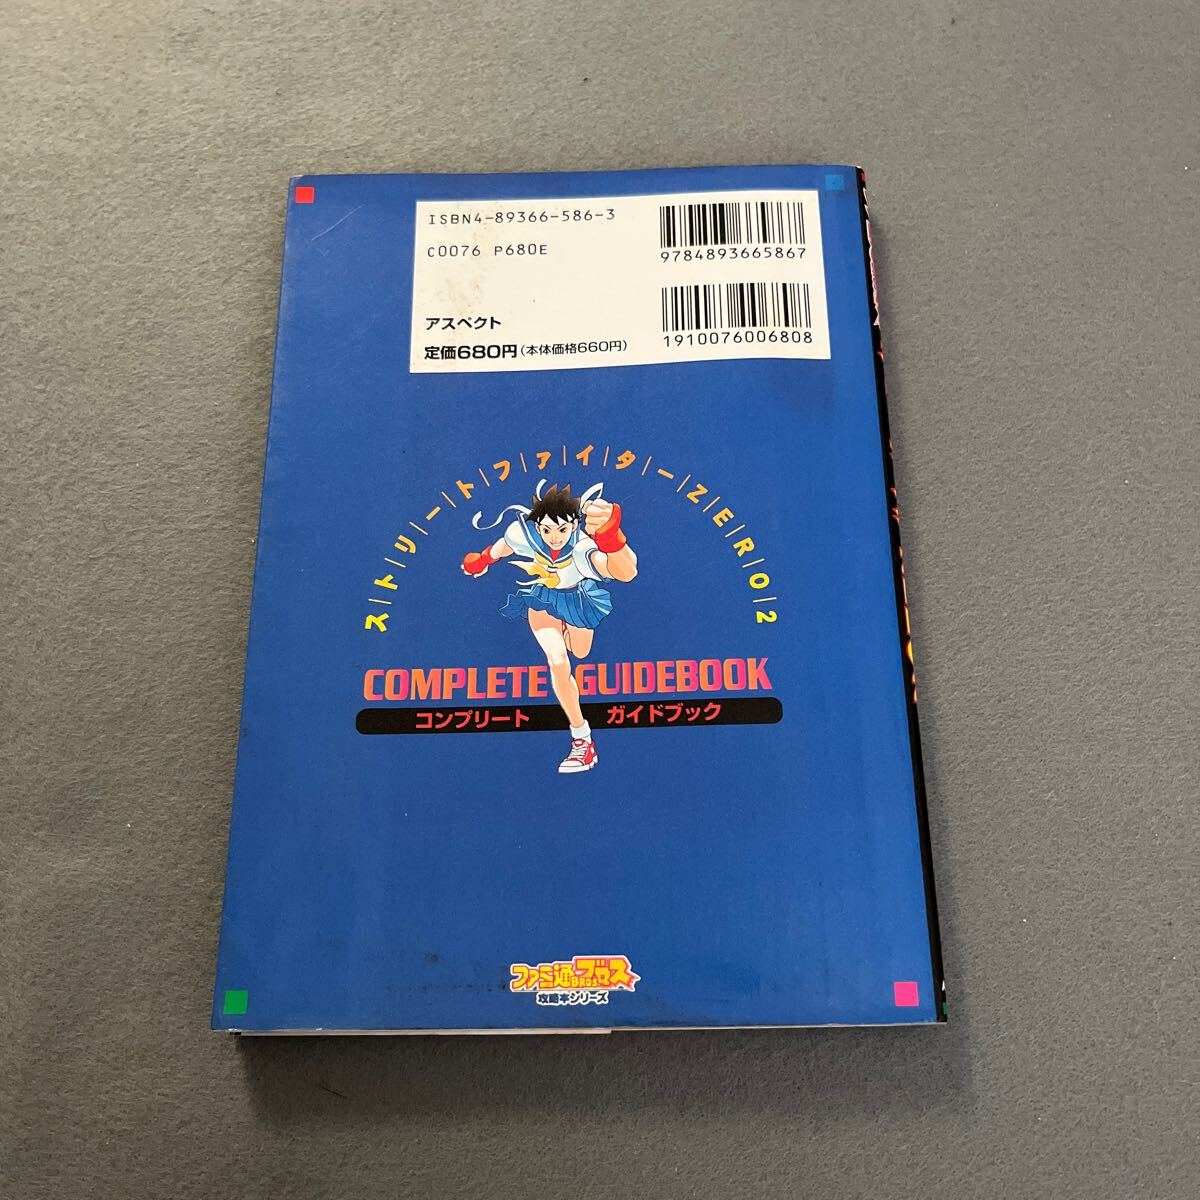 ISBN4-89366-586-3
C0076 P680E
9784893665867
アスペクト
定価680円(本体価格660円)
1910076006808
ストリートファイターZERO2
COMPLETE GUIDEBOOK
コンプリート ガイドブック
ファミ通ブロス
BROS.
攻略本シリーズ